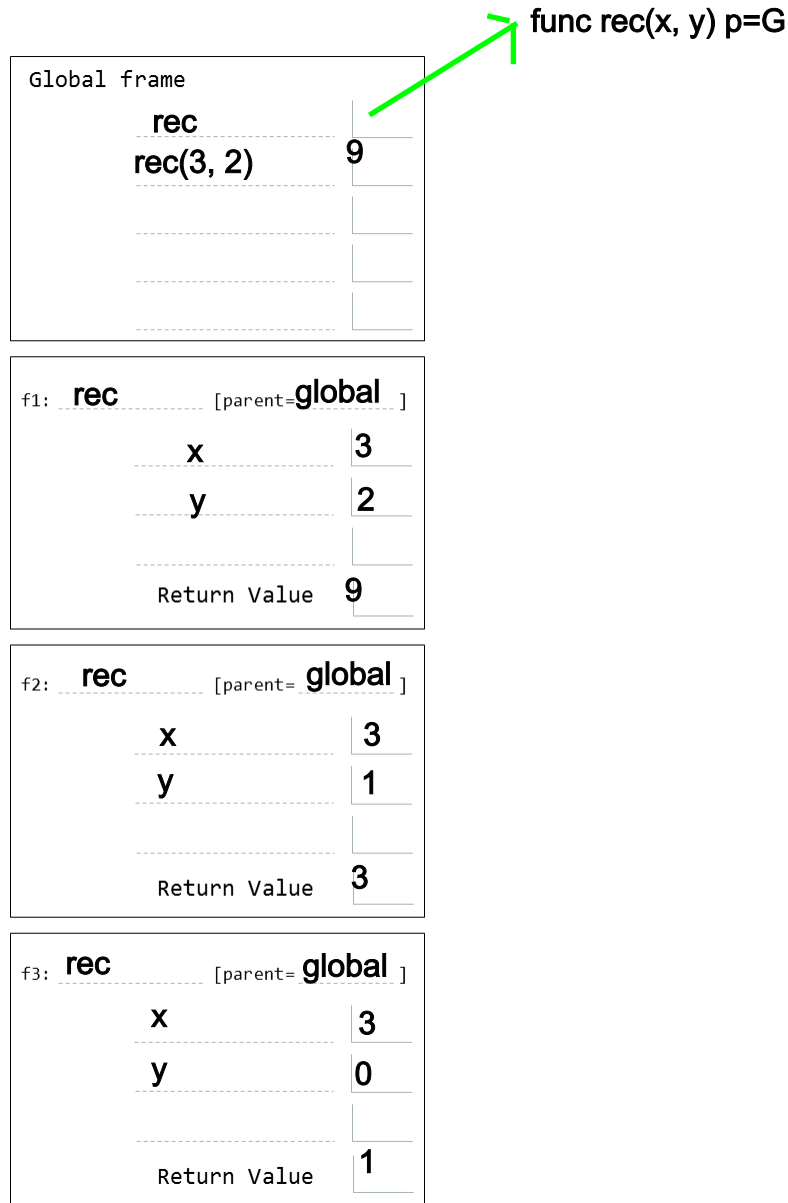 func rec(x, y) p=G
Global frame
rec
rec(3, 2) 9
f1: rec [parent=global ]
x 3
y 2
Return Value 9
f2: rec [parent= global ]
x 3
y 1
Return Value 3
f3: rec [parent= global ]
x 3
y 0
Return Value 1